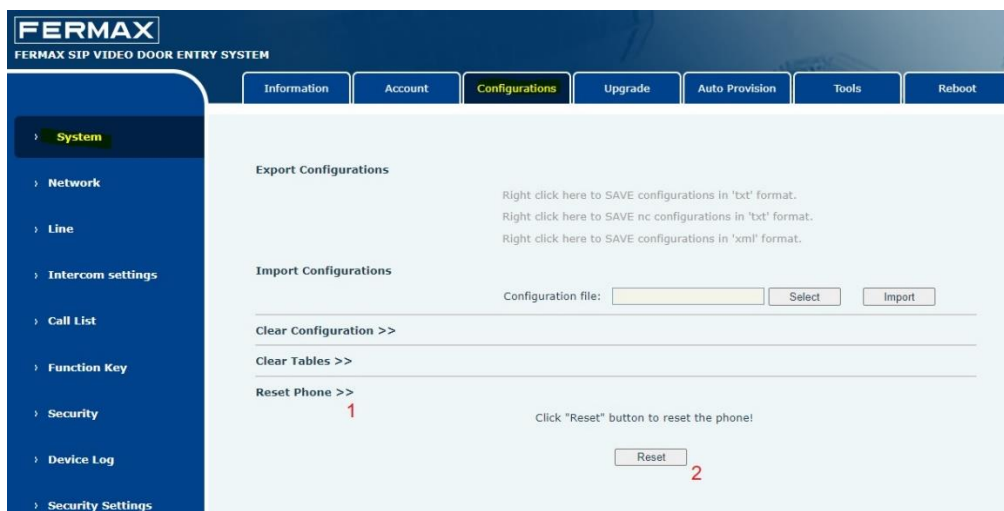 FERMAX
FERMAX SIP VIDEO DOOR ENTRY SYSTEM
Information Account Configurations Upgrade Auto Provision Tools Reboot
› System
› Network
› Line
› Intercom settings
› Call List
› Function Key
› Security
› Device Log
› Security Settings
Export Configurations
Right click here to SAVE configurations in 'txt' format.
Right click here to SAVE nc configurations in 'txt' format.
Right click here to SAVE configurations in 'xml' format.
Import Configurations
Configuration file: Select Import
Clear Configuration >>
Clear Tables >>
Reset Phone >>
1
Click "Reset" button to reset the phone!
Reset
2